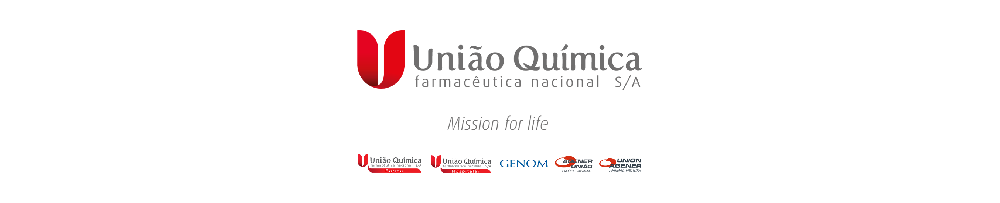 União Química
farmacêutica nacional S/A
Mission for life
União Química
farmacêutica nacional S/A
Farma
União Química
farmacêutica nacional S/A
Hospitalar
GENOM
AGENER
UNIÃO
SAÚDE ANIMAL
UNION
AGENER
ANIMAL HEALTH